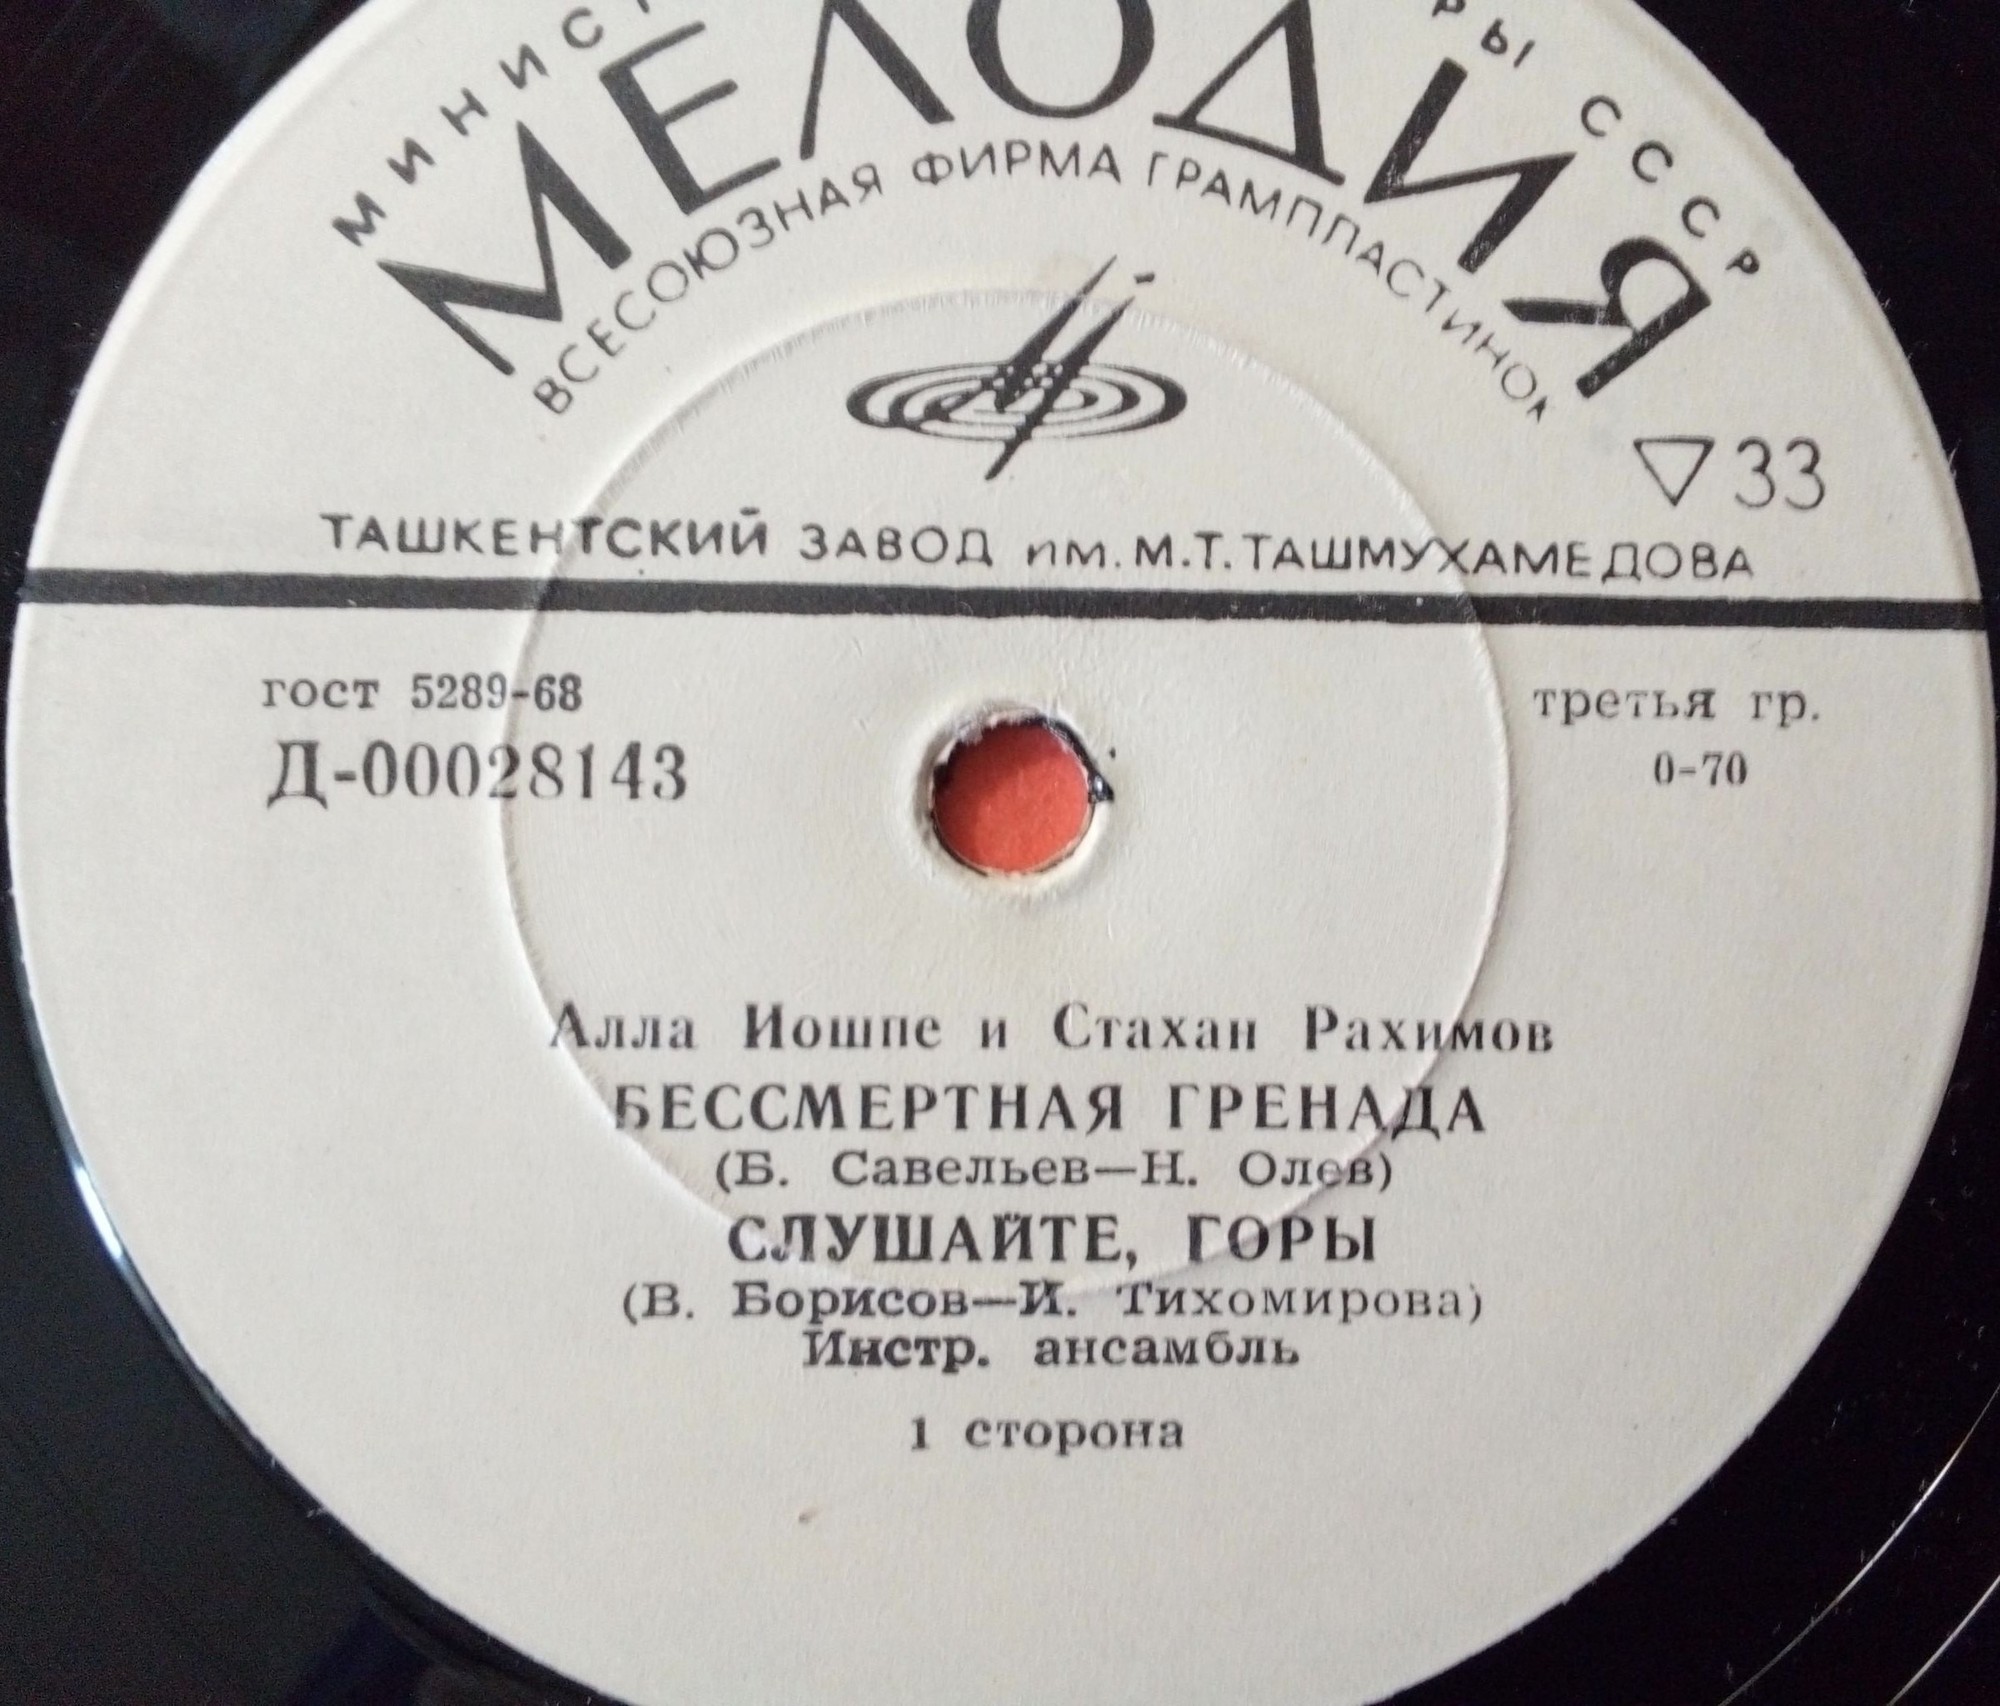 МЕЛОДИЯ
СССР
ВСЕСОЮЗНАЯ ФИРМА ГРАМПЛАСТИНОК
▽33
ТАШКЕНТСКИЙ ЗАВОД ИМ. М.Т. ТАШМУХАМЕДОВА
гост 5289-68
третья гр.
Д-00028143
0-70
Алла Иошпе и Стахан Рахимов
БЕССМЕРТНАЯ ГРЕНАДА
(Б. Савельев—Н. Олев)
СЛУШАЙТЕ, ГОРЫ
(В. Борисов—И. Тихомирова)
Инстр. ансамбль
1 сторона